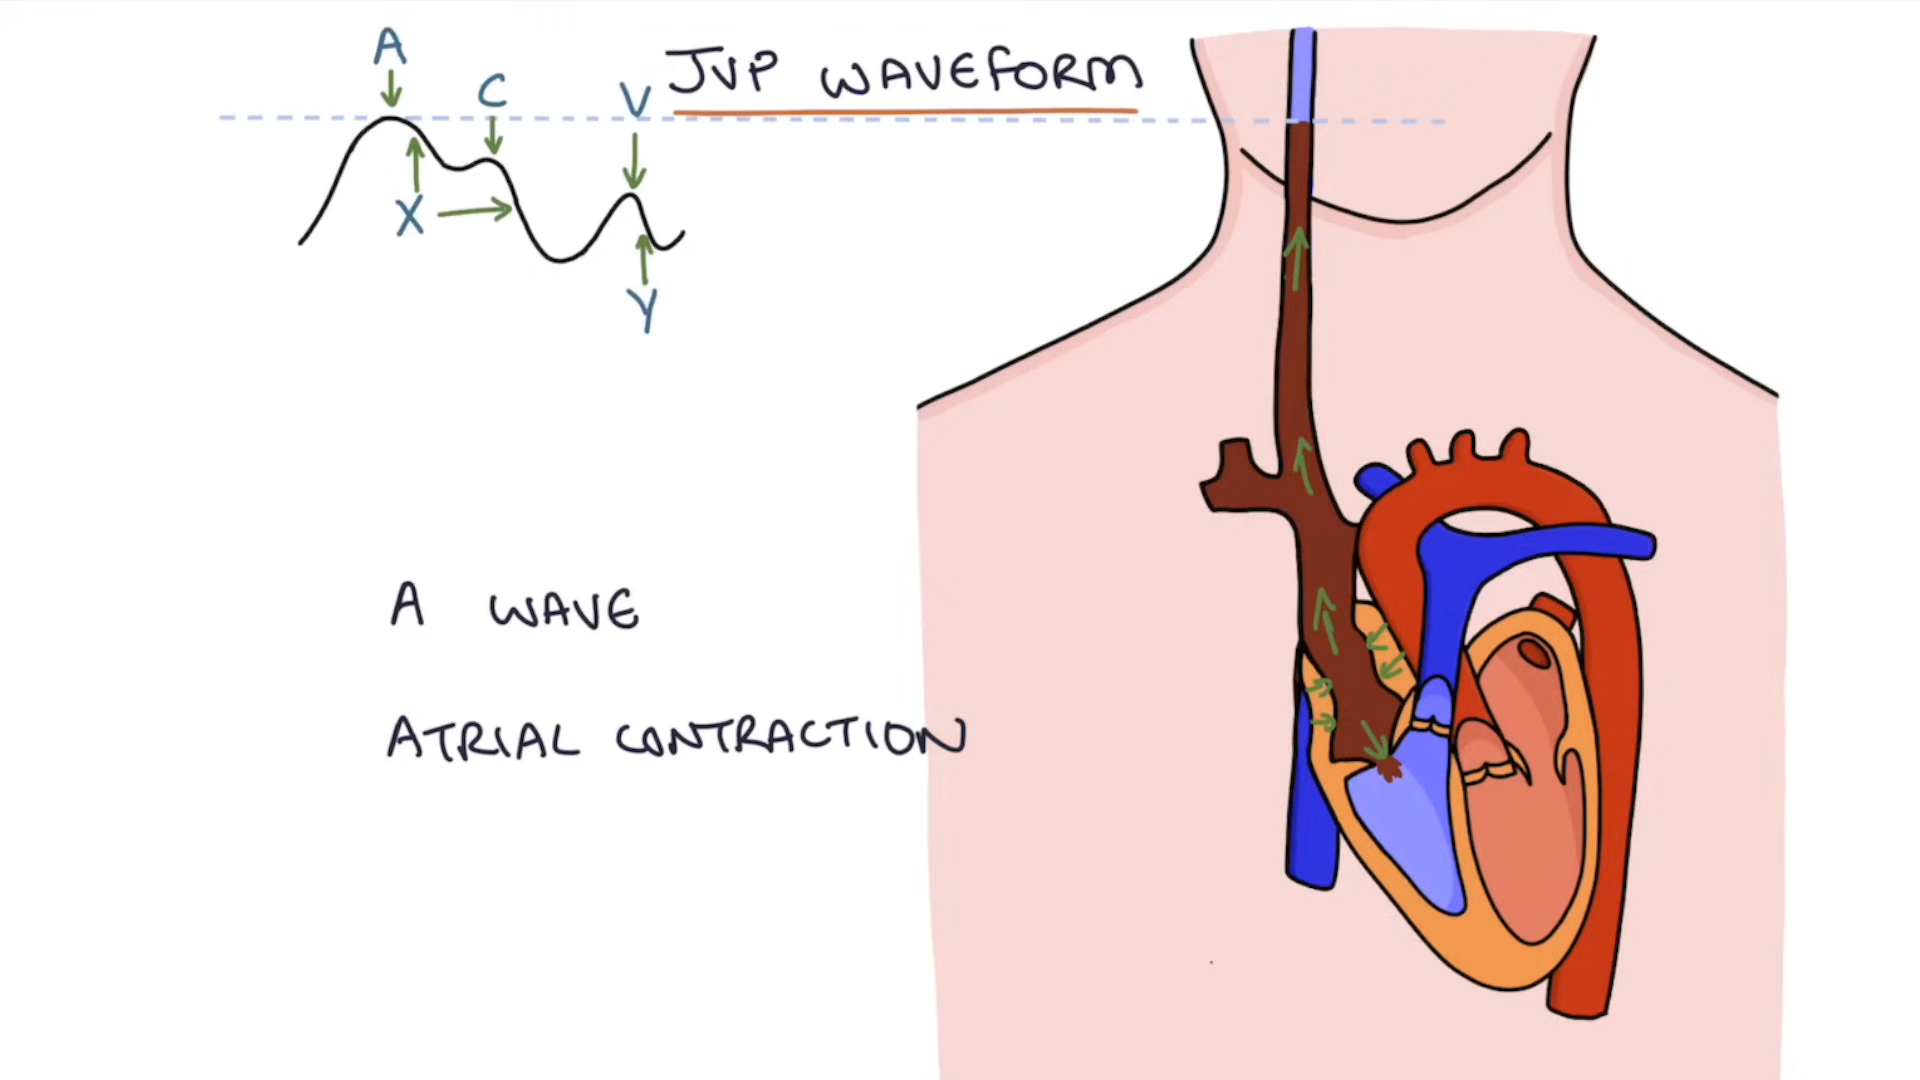 A
C
V
JVP WAVEFORM
X
Y
A WAVE
ATRIAL CONTRACTION